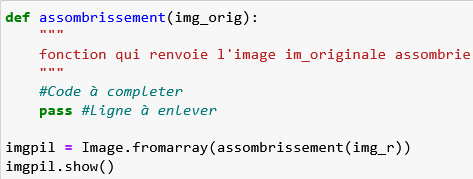 def assombrissement(img_orig):
    """
    fonction qui renvoie l'image im_originale assombrie
    """
    #Code à completer
    pass #Ligne à enlever
imgpil = Image.fromarray(assombrissement(img_r))
imgpil.show()